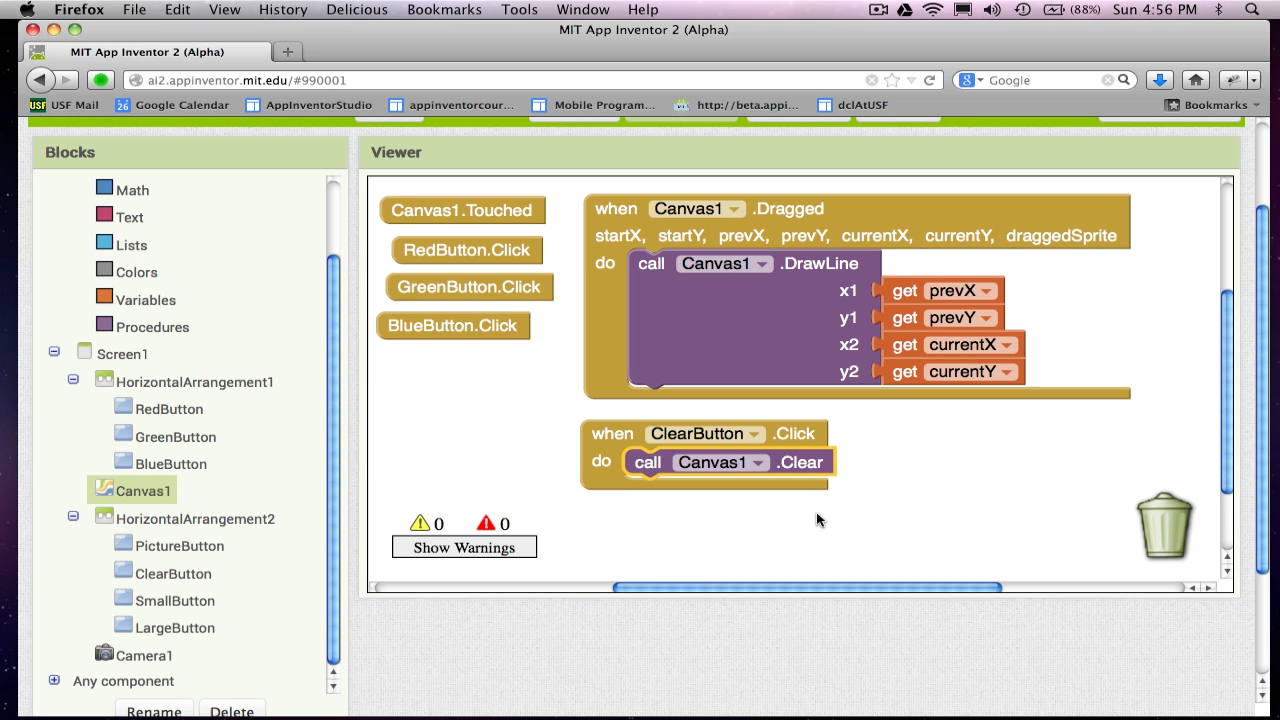 Firefox File Edit View History Delicious Bookmarks Tools Window Help (88%) Sun 4:56 PM
MIT App Inventor 2 (Alpha)
MIT App Inventor 2 (Alpha)
ai2.appinventor.mit.edu/#990001 Google
USF USF Mail 26 Google Calendar AppInventorStudio appinventorcour... Mobile Program... http://beta.appi... dclAtUSF Bookmarks
Blocks
Math
Text
Lists
Colors
Variables
Procedures
Screen1
HorizontalArrangement1
RedButton
GreenButton
BlueButton
Canvas1
HorizontalArrangement2
PictureButton
ClearButton
SmallButton
LargeButton
Camera1
Any component
Rename Delete
Viewer
Canvas1.Touched
RedButton.Click
GreenButton.Click
BlueButton.Click
when Canvas1 .Dragged
startX, startY, prevX, prevY, currentX, currentY, draggedSprite
do call Canvas1 .DrawLine
x1 get prevX
y1 get prevY
x2 get currentX
y2 get currentY
when ClearButton .Click
do call Canvas1 .Clear
0 0
Show Warnings